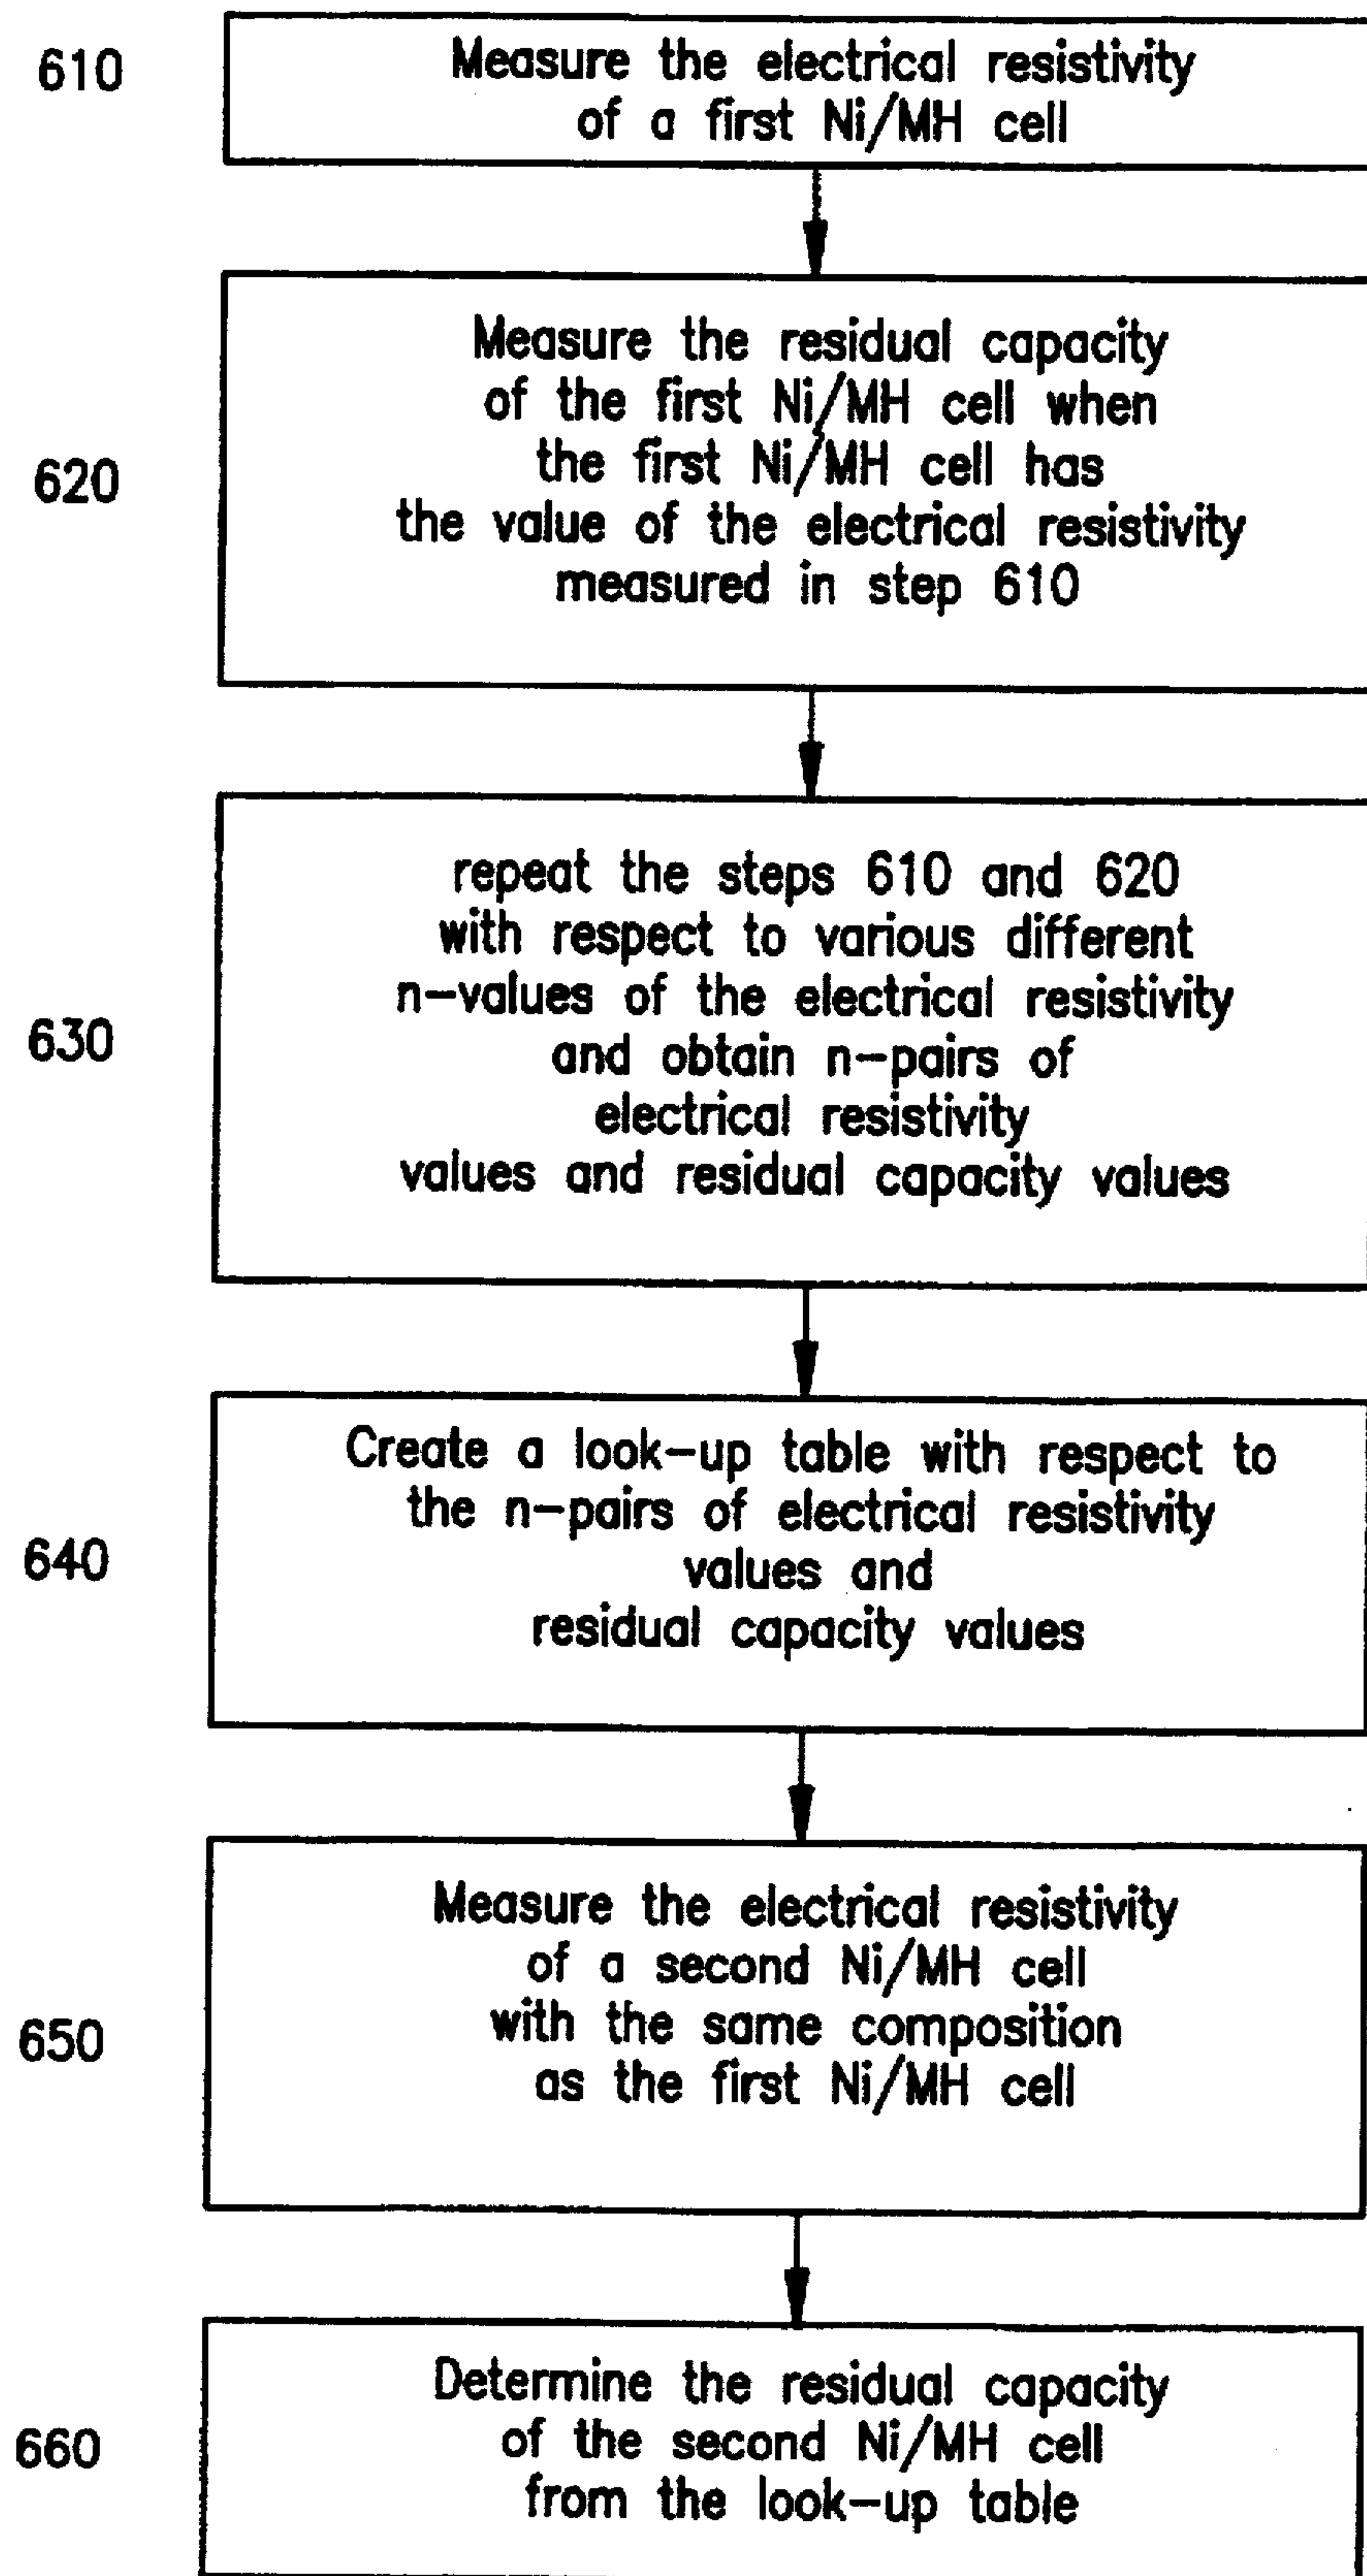 610
Measure the electrical resistivity
of a first Ni/MH cell
620
Measure the residual capacity
of the first Ni/MH cell when
the first Ni/MH cell has
the value of the electrical resistivity
measured in step 610
630
repeat the steps 610 and 620
with respect to various different
n-values of the electrical resistivity
and obtain n-pairs of
electrical resistivity
values and residual capacity values
640
Create a look-up table with respect to
the n-pairs of electrical resistivity
values and
residual capacity values
650
Measure the electrical resistivity
of a second Ni/MH cell
with the same composition
as the first Ni/MH cell
660
Determine the residual capacity
of the second Ni/MH cell
from the look-up table